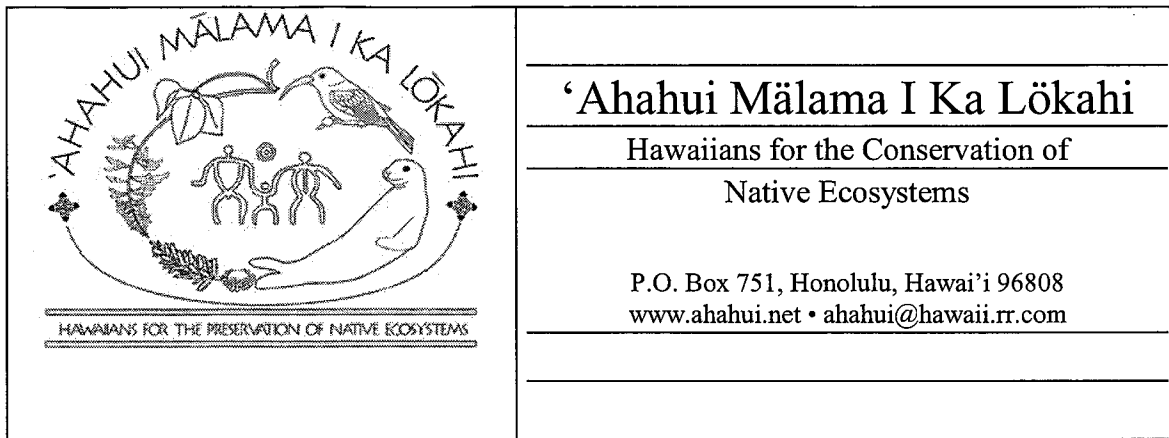 'AHAHUI MĀLAMA I KA LŌKAHI
HAWAIIANS FOR THE PRESERVATION OF NATIVE ECOSYSTEMS
‘Ahahui Mälama I Ka Lökahi
Hawaiians for the Conservation of
Native Ecosystems
P.O. Box 751, Honolulu, Hawai’i 96808
www.ahahui.net • ahahui@hawaii.rr.com